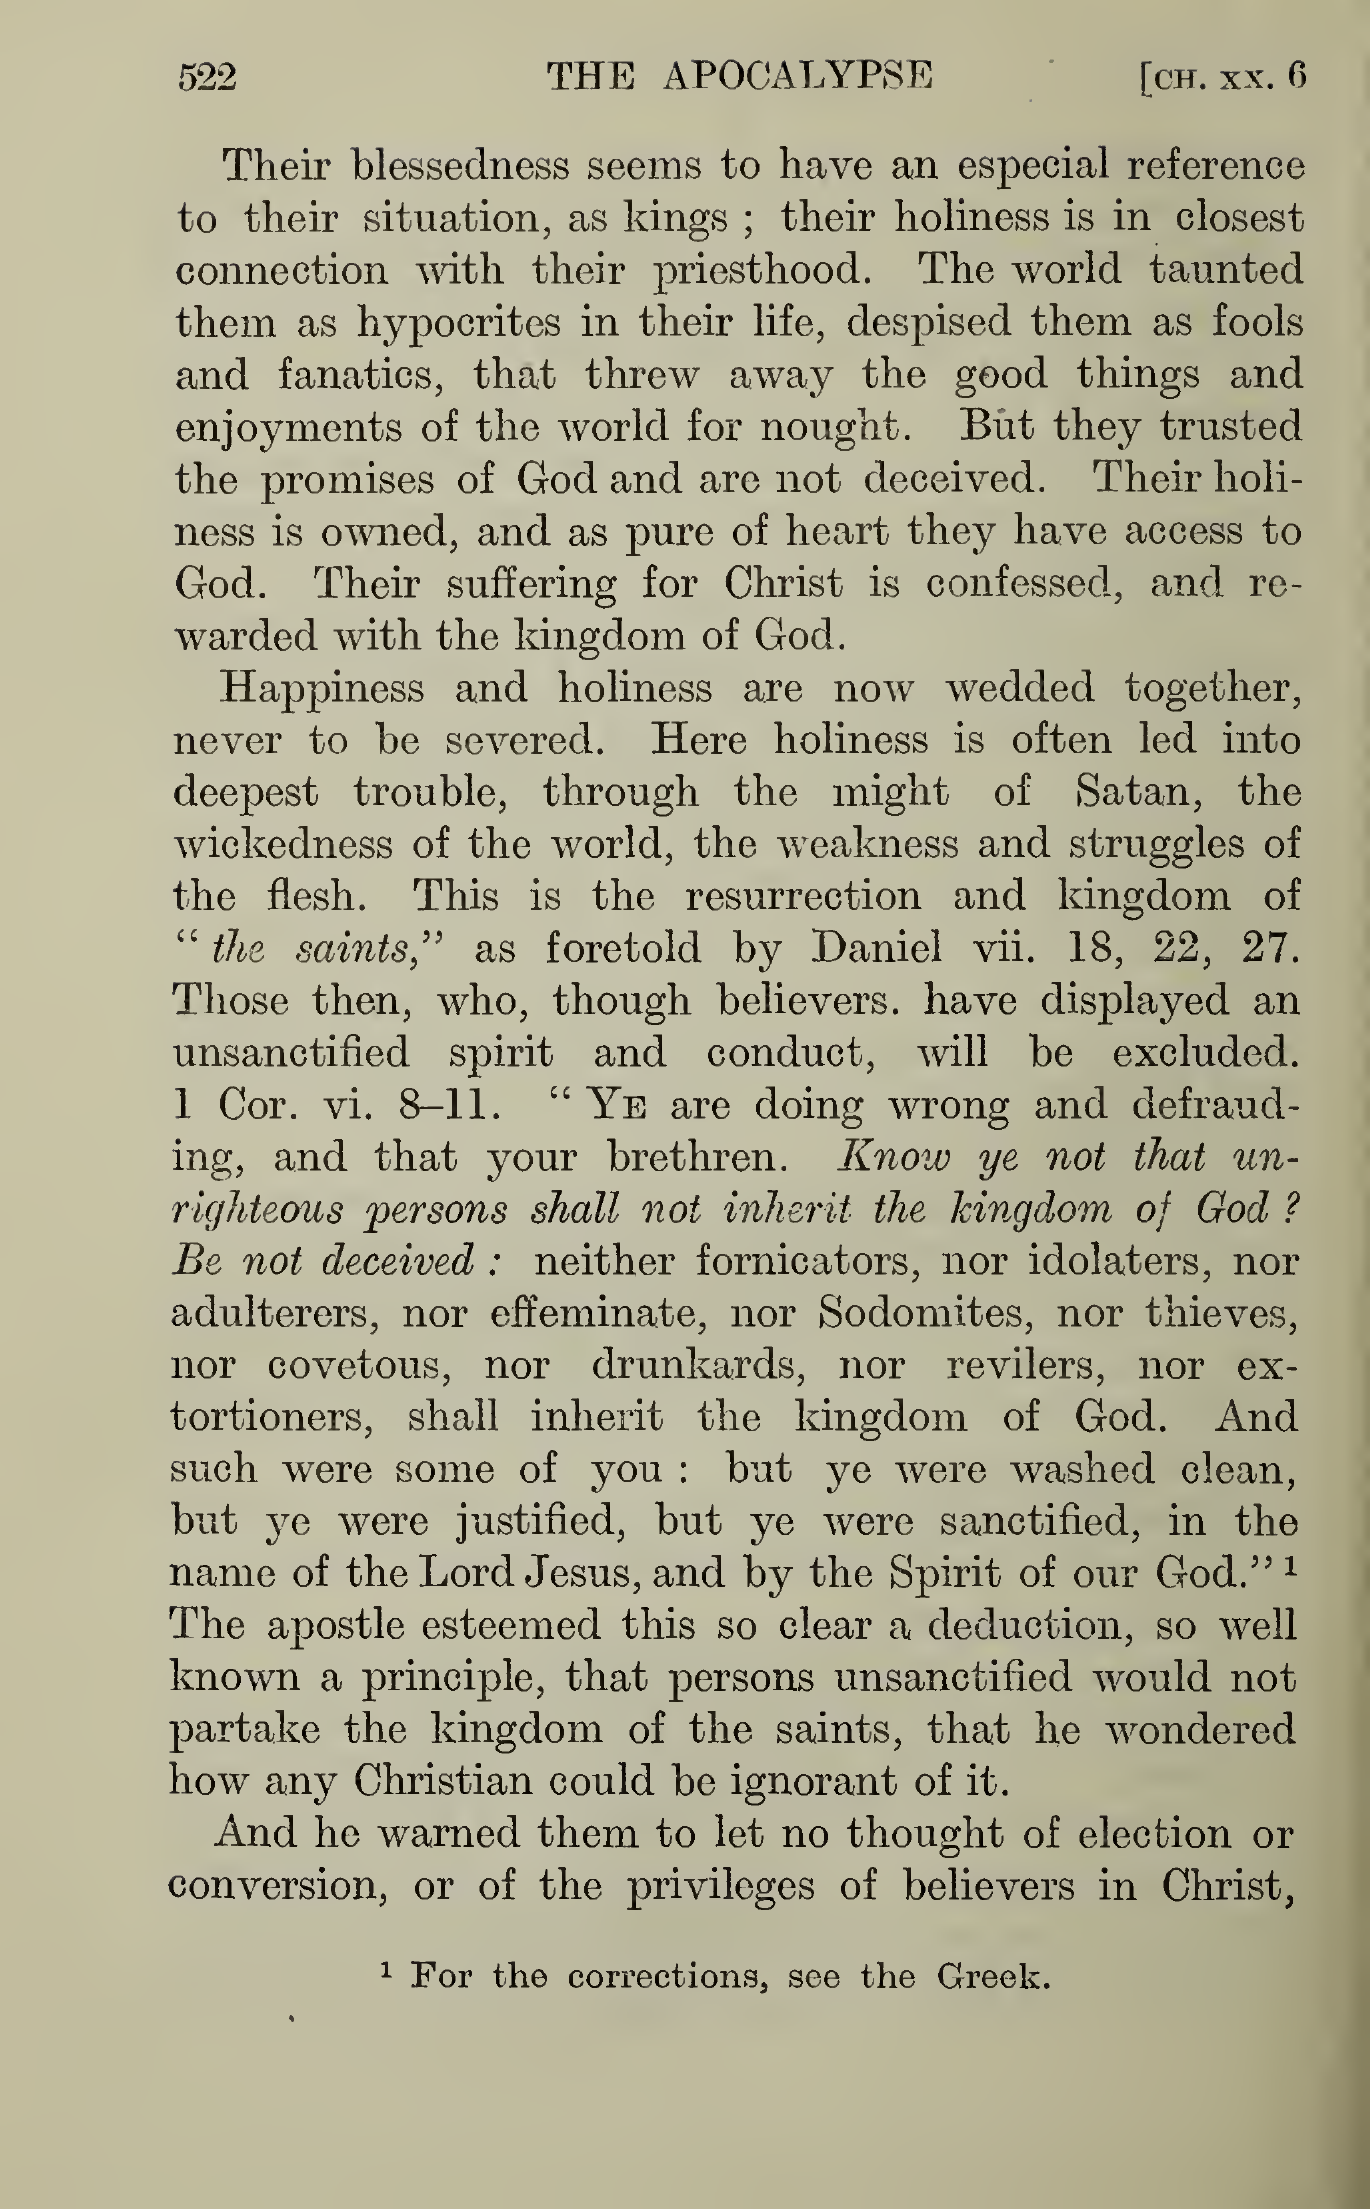 522 THE APOCALYPSE [CH. XX. 6
Their blessedness seems to have an especial reference
to their situation, as kings ; their holiness is in closest
connection with their priesthood. The world taunted
them as hypocrites in their life, despised them as fools
and fanatics, that threw away the good things and
enjoyments of the world for nought. But they trusted
the promises of God and are not deceived. Their holi-
ness is owned, and as pure of heart they have access to
God. Their suffering for Christ is confessed, and re-
warded with the kingdom of God.
Happiness and holiness are now wedded together,
never to be severed. Here holiness is often led into
deepest trouble, through the might of Satan, the
wickedness of the world, the weakness and struggles of
the flesh. This is the resurrection and kingdom of
“ the saints,” as foretold by Daniel vii. 18, 22, 27.
Those then, who, though believers. have displayed an
unsanctified spirit and conduct, will be excluded.
1 Cor. vi. 8–11. “ YE are doing wrong and defraud-
ing, and that your brethren. Know ye not that un-
righteous persons shall not inherit the kingdom of God ?
Be not deceived : neither fornicators, nor idolaters, nor
adulterers, nor effeminate, nor Sodomites, nor thieves,
nor covetous, nor drunkards, nor revilers, nor ex-
tortioners, shall inherit the kingdom of God. And
such were some of you : but ye were washed clean,
but ye were justified, but ye were sanctified, in the
name of the Lord Jesus, and by the Spirit of our God.” ¹
The apostle esteemed this so clear a deduction, so well
known a principle, that persons unsanctified would not
partake the kingdom of the saints, that he wondered
how any Christian could be ignorant of it.
And he warned them to let no thought of election or
conversion, or of the privileges of believers in Christ,
¹ For the corrections, see the Greek.